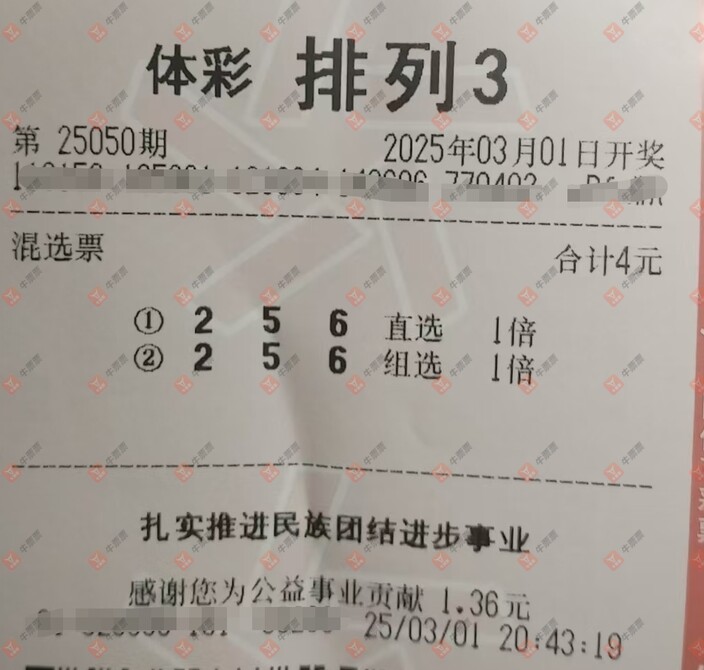 体彩 排列3
第 25050期 2025年03月01日开奖
混选票 合计4元
① 2 5 6 直选 1倍
② 2 5 6 组选 1倍
扎实推进民族团结进步事业
感谢您为公益事业贡献 1.36元
25/03/01 20:43:19